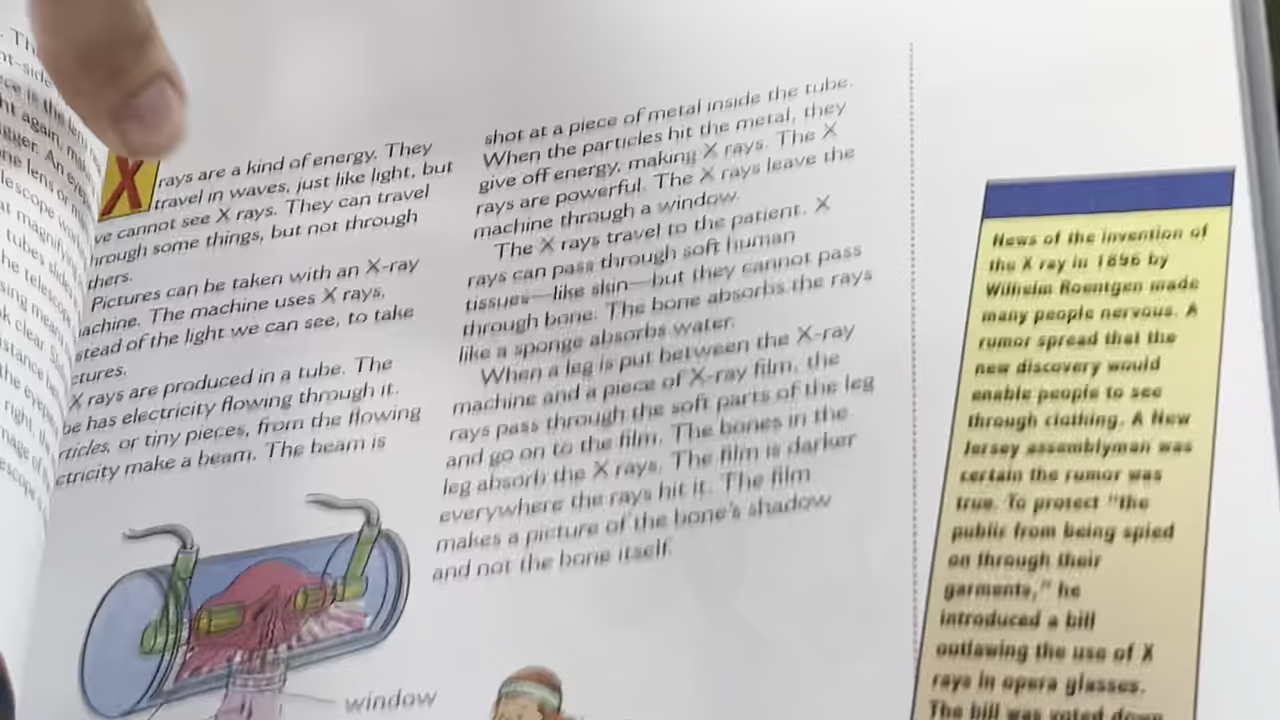 X rays are a kind of energy. They
travel in waves, just like light, but
cannot see X rays. They can travel
through some things, but not through
Pictures can be taken with an X-ray
The machine uses X rays,
of the light we can see, to take
X rays are produced in a tube. The
has electricity flowing through it.
or tiny pieces, from the flowing
make a beam. The beam is
shot at a piece of metal inside the tube.
When the particles hit the metal, they
give off energy, making X rays. The X
rays are powerful. The X rays leave the
machine through a window.
The X rays travel to the patient. X
rays can pass through soft human
tissues—like skin—but they cannot pass
through bone. The bone absorbs the rays
like a sponge absorbs water.
When a leg is put between the X-ray
machine and a piece of X-ray film, the
rays pass through the soft parts of the leg
and go on to the film. The bones in the
leg absorb the X rays. The film is darker
everywhere the rays hit it. The film
makes a picture of the bone's shadow
and not the bone itself.
window
News of the invention of
the X ray in 1896 by
Wilhelm Roentgen made
many people nervous. A
rumor spread that the
new discovery would
enable people to see
through clothing. A New
Jersey assemblyman was
certain the rumor was
true. To protect "the
public from being spied
on through their
garments," he
introduced a bill
outlawing the use of X
rays in opera glasses.
The bill was voted down